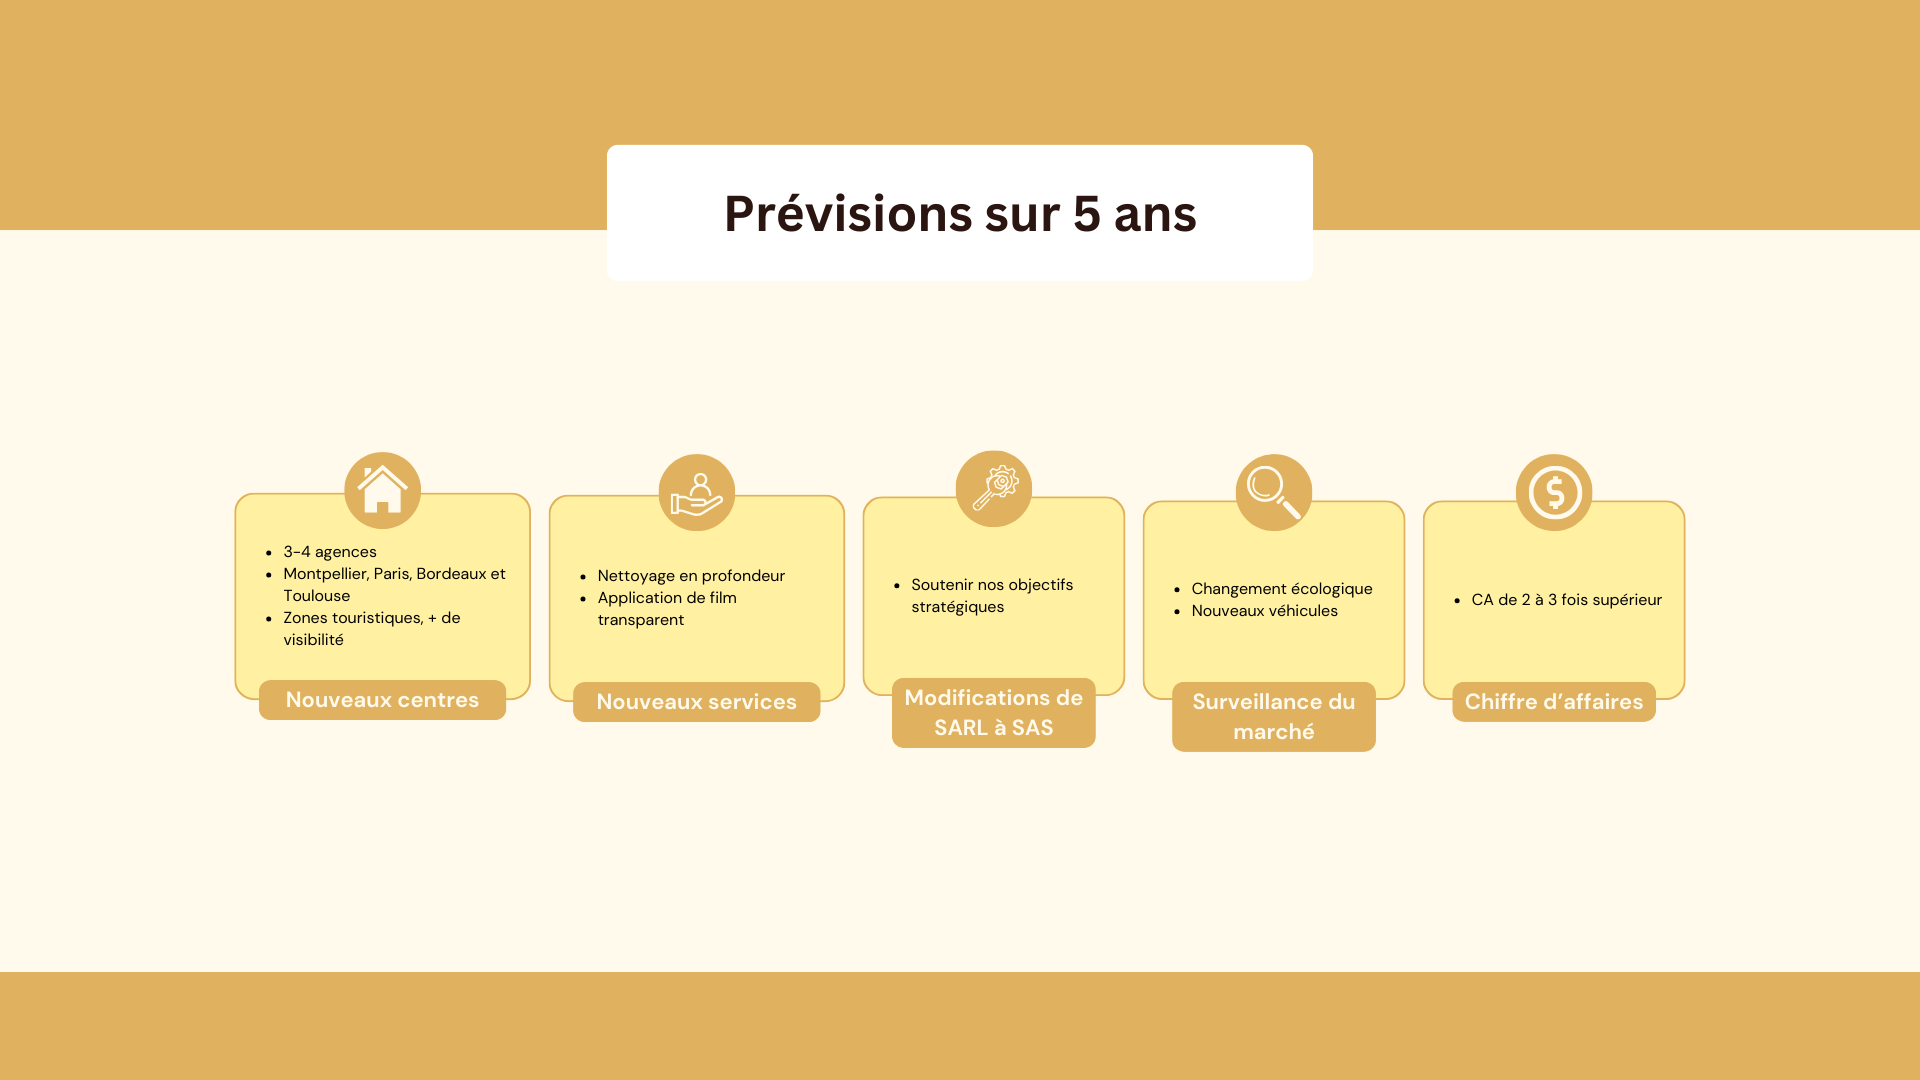 Prévisions sur 5 ans
3-4 agences
Montpellier, Paris, Bordeaux et
Toulouse
Zones touristiques, + de
visibilité
Nouveaux centres
Nettoyage en profondeur
Application de film
transparent
Nouveaux services
Soutenir nos objectifs
stratégiques
Modifications de
SARL à SAS
Changement écologique
Nouveaux véhicules
Surveillance du
marché
CA de 2 à 3 fois supérieur
Chiffre d’affaires